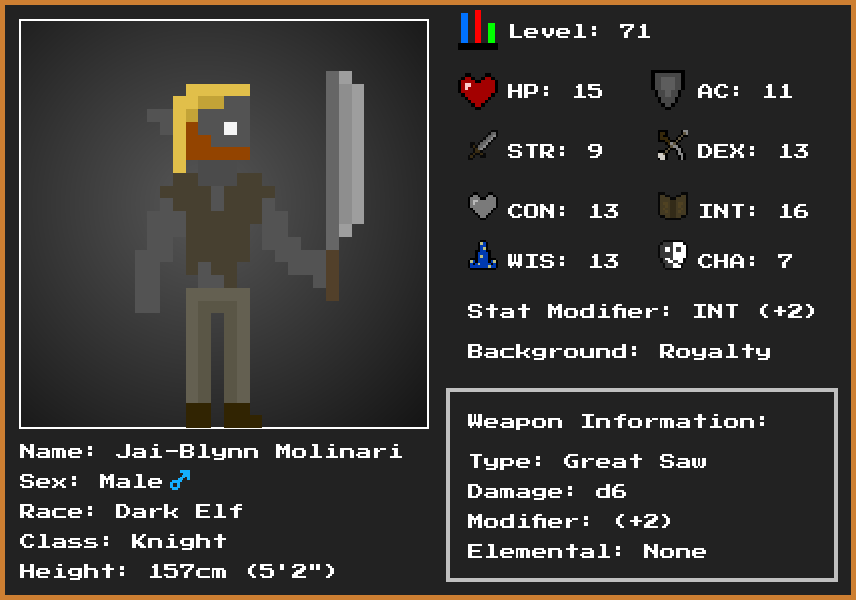 Level: 71
HP: 15 AC: 11
STR: 9 DEX: 13
CON: 13 INT: 16
WIS: 13 CHA: 7
Stat Modifier: INT (+2)
Background: Royalty
Weapon Information:
Type: Great Saw
Damage: d6
Modifier: (+2)
Elemental: None
Name: Jai-Blynn Molinari
Sex: Male ♂
Race: Dark Elf
Class: Knight
Height: 157cm (5'2")